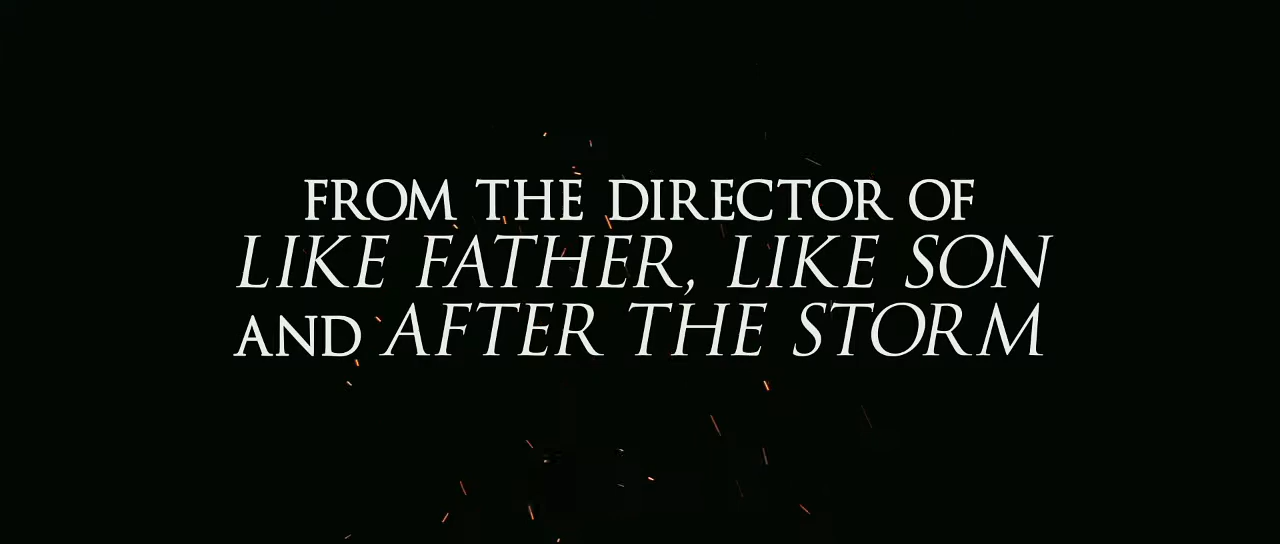 FROM THE DIRECTOR OF
LIKE FATHER, LIKE SON
AND AFTER THE STORM